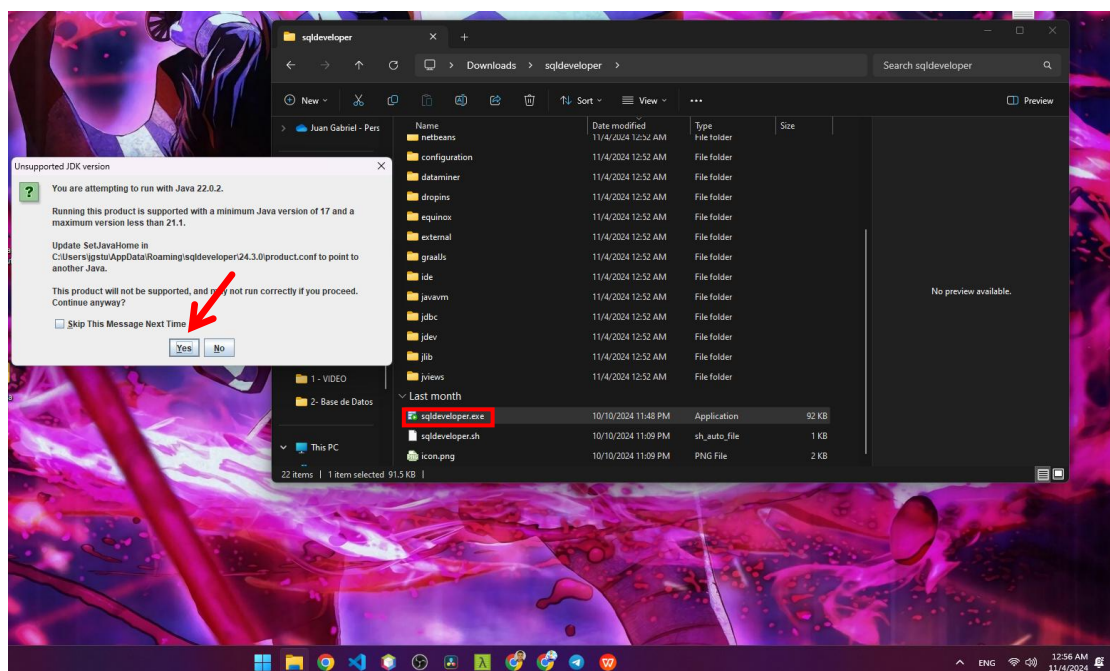 sqldeveloper
Downloads > sqldeveloper >
Search sqldeveloper
New
Sort
View
Preview
Juan Gabriel - Pers
Name Date modified Type Size
netbeans 11/4/2024 12:52 AM File folder
configuration 11/4/2024 12:52 AM File folder
dataminer 11/4/2024 12:52 AM File folder
dropins 11/4/2024 12:52 AM File folder
equinox 11/4/2024 12:52 AM File folder
external 11/4/2024 12:52 AM File folder
graalJs 11/4/2024 12:52 AM File folder
ide 11/4/2024 12:52 AM File folder
javavm 11/4/2024 12:52 AM File folder
jdbc 11/4/2024 12:52 AM File folder
jdev 11/4/2024 12:52 AM File folder
jlib 11/4/2024 12:52 AM File folder
jviews 11/4/2024 12:52 AM File folder
Last month
sqldeveloper.exe 10/10/2024 11:48 PM Application 92 KB
sqldeveloper.sh 10/10/2024 11:09 PM sh_auto_file 1 KB
icon.png 10/10/2024 11:09 PM PNG File 2 KB
No preview available.
1 - VIDEO
2- Base de Datos
This PC
22 items | 1 item selected 91.5 KB |
Unsupported JDK version
You are attempting to run with Java 22.0.2.
Running this product is supported with a minimum Java version of 17 and a
maximum version less than 21.1.
Update SetJavaHome in
C:\Users\jgstu\AppData\Roaming\sqldeveloper\24.3.0\product.conf to point to
another Java.
This product will not be supported, and may not run correctly if you proceed.
Continue anyway?
Skip This Message Next Time
Yes No
ENG
12:56 AM
11/4/2024